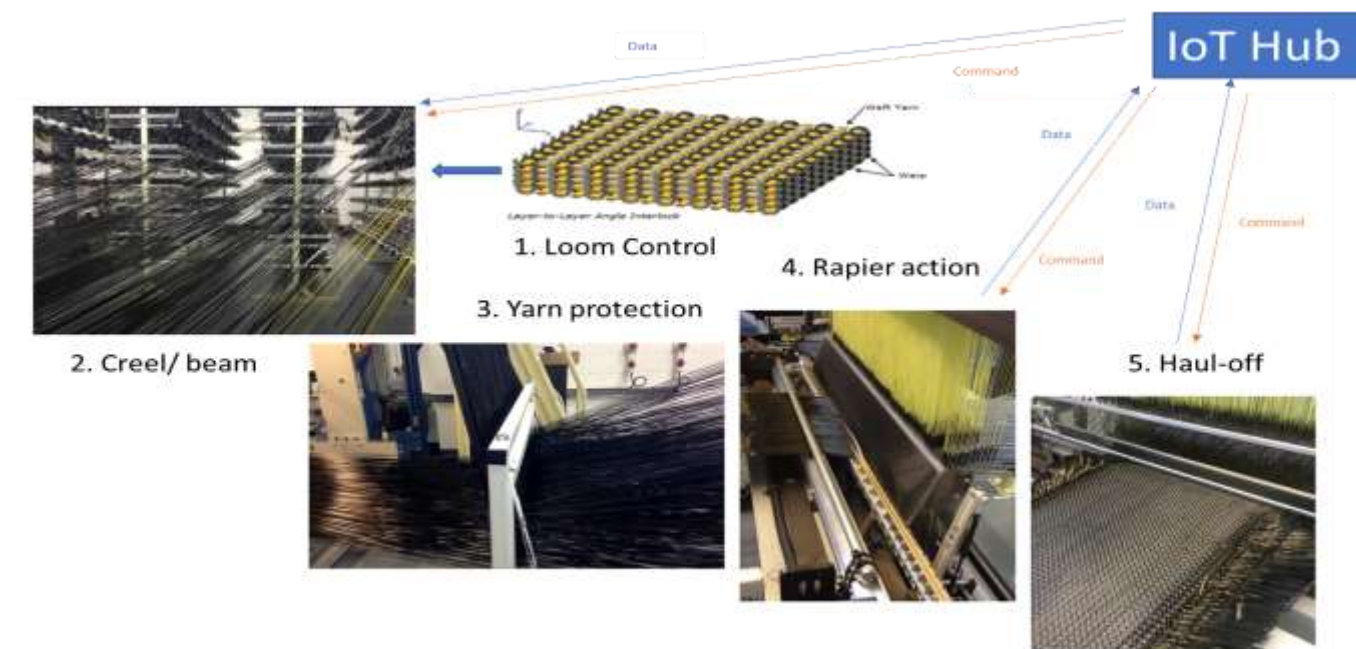 IoT Hub
Data
Command
Weft Yarn
Data
Warp
Layer-to-Layer Angle Interlock
Data
Command
1. Loom Control
Command
4. Rapier action
3. Yarn protection
2. Creel/ beam
5. Haul-off